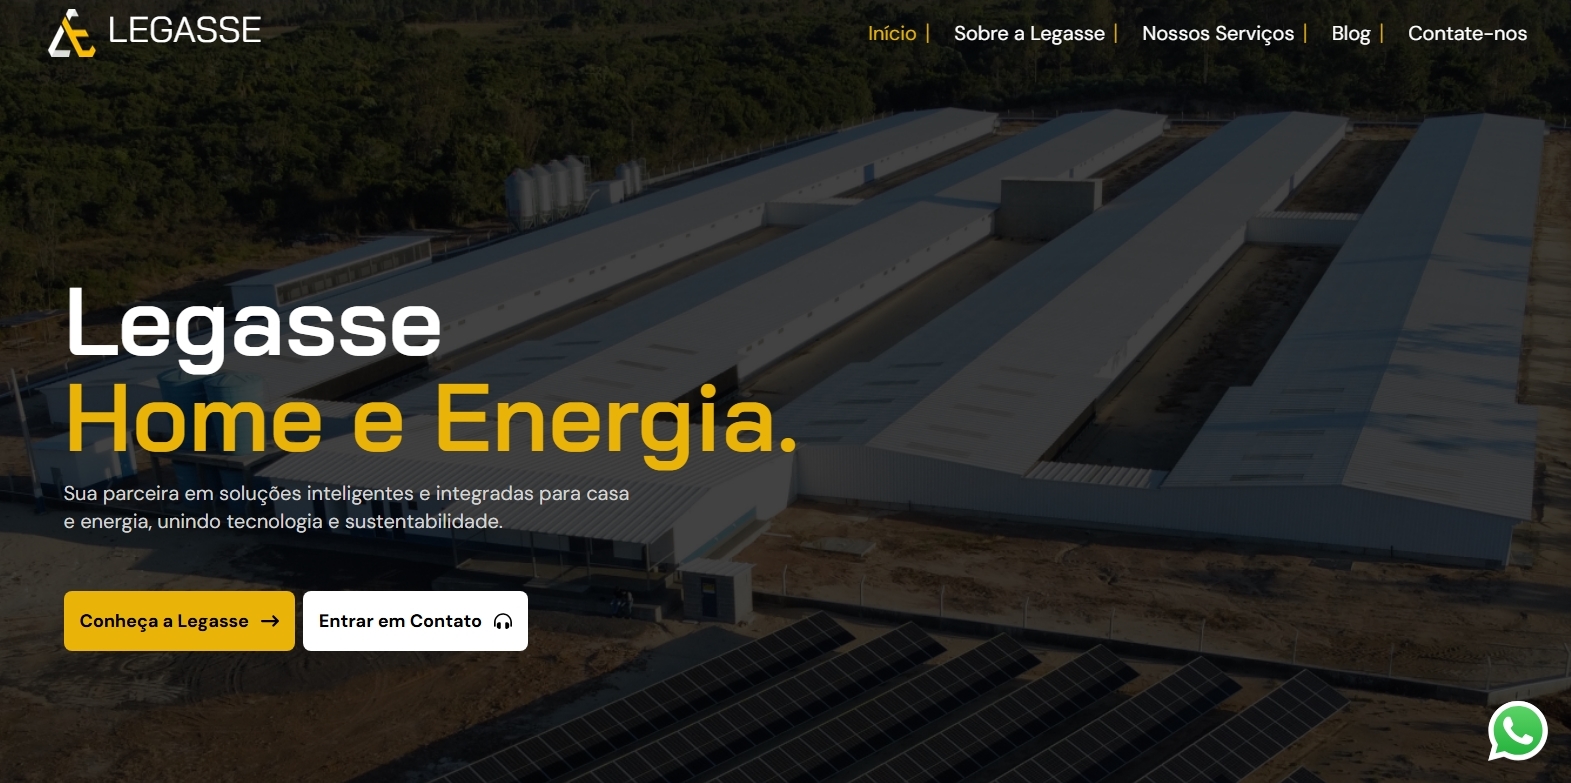 LEGASSE
Início | Sobre a Legasse | Nossos Serviços | Blog | Contate-nos
Legasse
Home e Energia.
Sua parceira em soluções inteligentes e integradas para casa
e energia, unindo tecnologia e sustentabilidade.
Conheça a Legasse →
Entrar em Contato